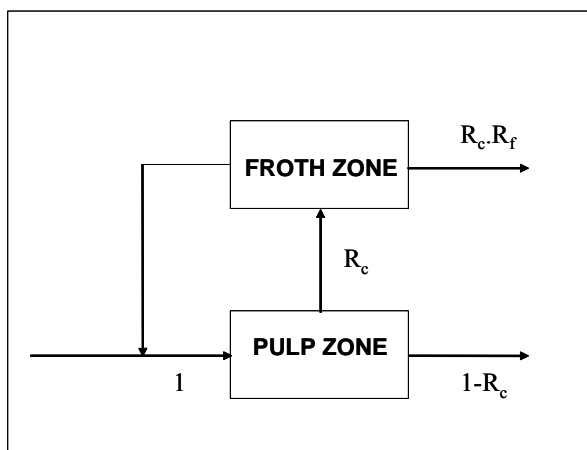 R_c.R_f
FROTH ZONE
R_c
PULP ZONE
1
1-R_c